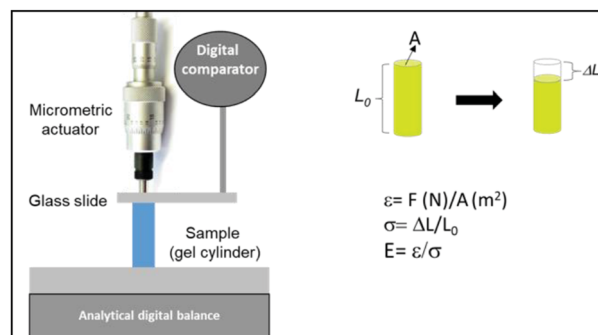 Digital
comparator
Micrometric
actuator
Glass slide
Sample
(gel cylinder)
Analytical digital balance
A
L₀
ΔL
ε= F (N)/A (m²)
σ= ΔL/L₀
E= ε/σ